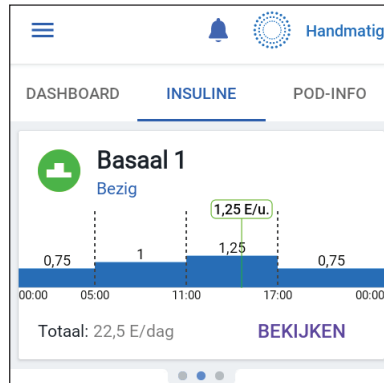 Handmatig
DASHBOARD INSULINE POD-INFO
Basaal 1
Bezig
1,25 E/u.
0,75 1 1,25 0,75
00:00 05:00 11:00 17:00 00:00
Totaal: 22,5 E/dag BEKIJKEN